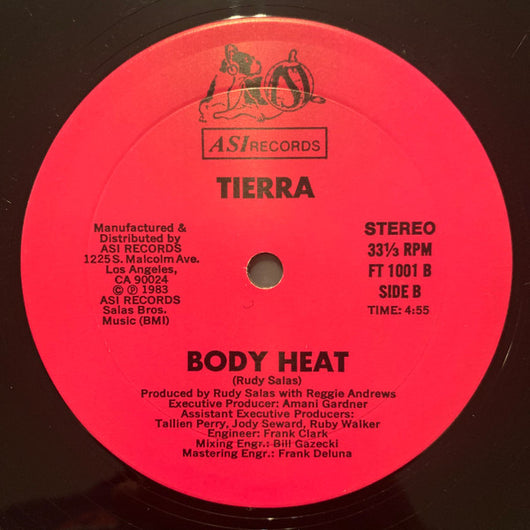 ASI RECORDS
TIERRA
Manufactured &
Distributed by
ASI RECORDS
1225 S. Malcolm Ave.
Los Angeles,
CA 90024
© ℗ 1983
ASI RECORDS
Salas Bros.
Music (BMI)
STEREO
33⅓ RPM
FT 1001 B
SIDE B
TIME: 4:55
BODY HEAT
(Rudy Salas)
Produced by Rudy Salas with Reggie Andrews
Executive Producer: Amani Gardner
Assistant Executive Producers:
Tallien Perry, Jody Seward, Ruby Walker
Engineer: Frank Clark
Mixing Engr.: Bill Gazecki
Mastering Engr.: Frank Deluna